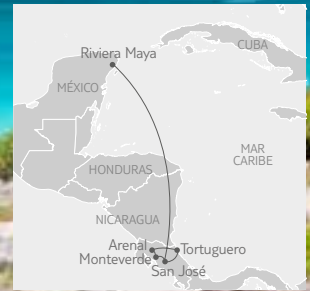 CUBA
Riviera Maya
MÉXICO
MAR
CARIBE
HONDURAS
NICARAGUA
Arenal
Tortuguero
Monteverde
San José